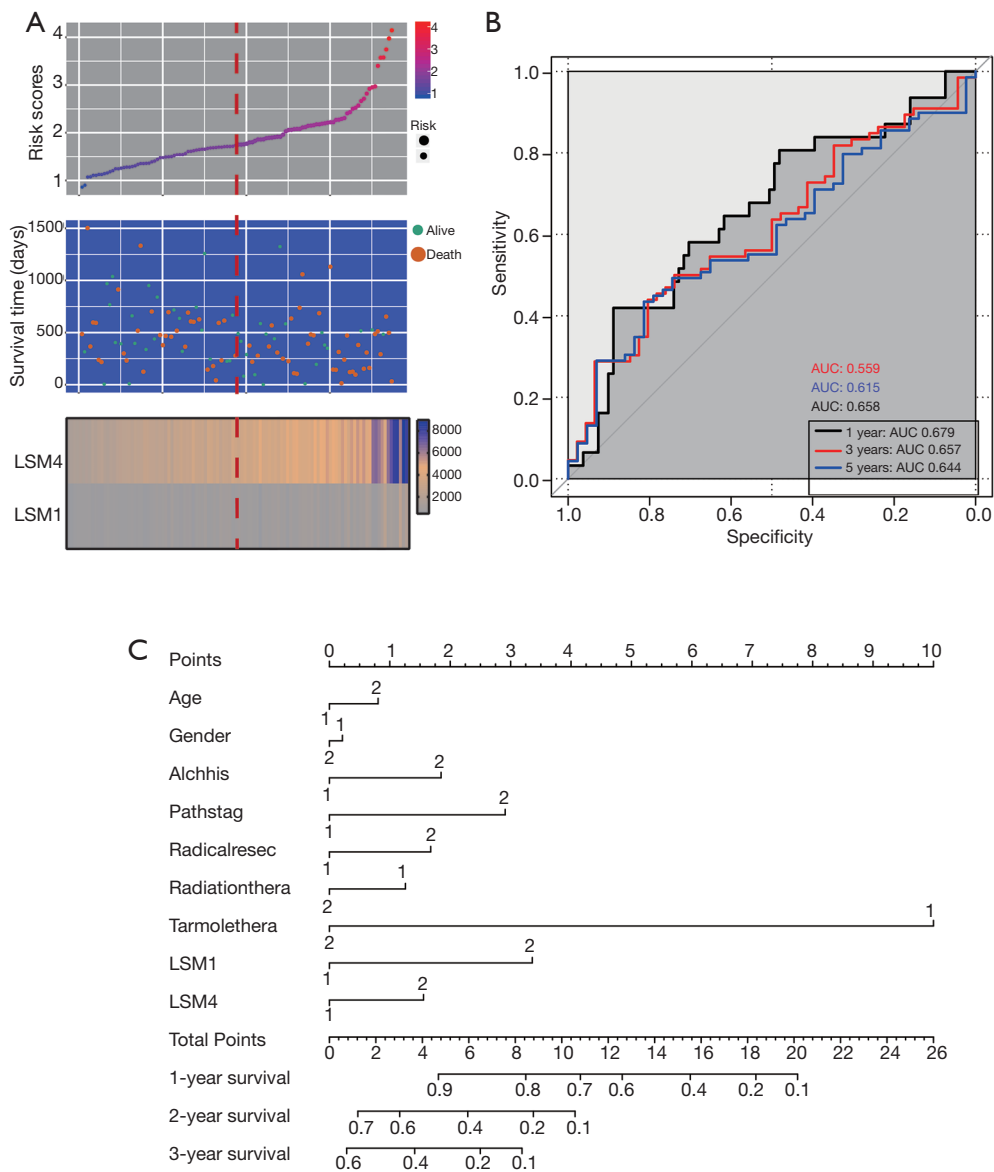 A
Risk scores
4
3
2
1
4
3
2
1
Risk
Survival time (days)
1500
1000
500
0
Alive
Death
LSM4
LSM1
8000
6000
4000
2000
B
Sensitivity
1.0
0.8
0.6
0.4
0.2
0.0
AUC: 0.559
AUC: 0.615
AUC: 0.658
1 year: AUC 0.679
3 years: AUC 0.657
5 years: AUC 0.644
1.0 0.8 0.6 0.4 0.2 0.0
Specificity
C
Points 0 1 2 3 4 5 6 7 8 9 10
Age 1 2
Gender 2 1
Alchhis 1 2
Pathstag 1 2
Radicalresec 1 2
Radiationthera 2 1
Tarmolethera 2 1
LSM1 1 2
LSM4 1 2
Total Points 0 2 4 6 8 10 12 14 16 18 20 22 24 26
1-year survival 0.9 0.8 0.7 0.6 0.4 0.2 0.1
2-year survival 0.7 0.6 0.4 0.2 0.1
3-year survival 0.6 0.4 0.2 0.1